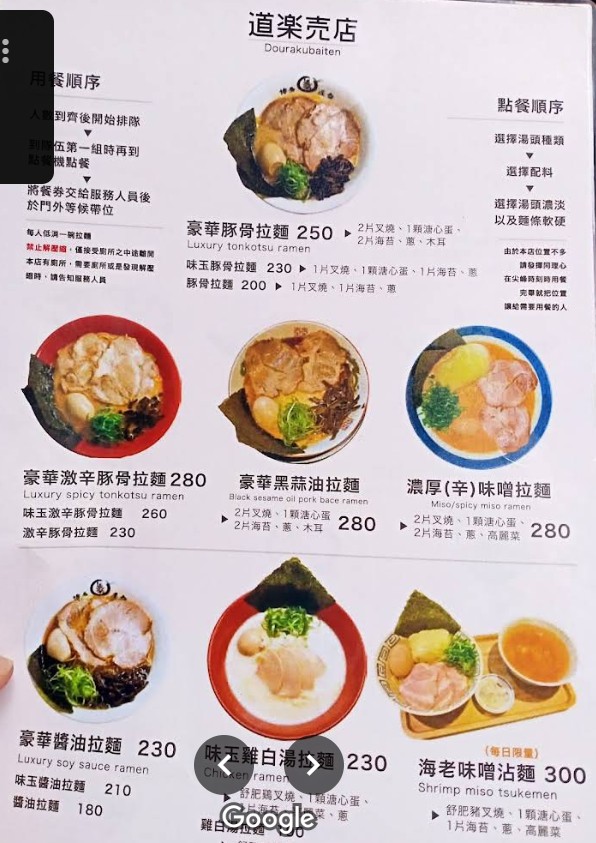 道楽売店
Dourakubaiten
用餐順序
人數到齊後開始排隊
▼
到隊伍第一組時再到
點餐機點餐
▼
將餐券交給服務人員後
於門外等候帶位
每人低消一碗拉麵
禁止解壓縮，僅接受廁所之中途離開
本店有廁所，需要廁所或是發現解壓
縮時，請告知服務人員
點餐順序
選擇湯頭種類
▼
選擇配料
▼
選擇湯頭濃淡
以及麵條軟硬
由於本店位置不多
請發揮同理心
在尖峰時刻時用餐
完畢就把位置
讓給需要用餐的人
豪華豚骨拉麵 250 ▶ 2片叉燒、1顆溏心蛋、
2片海苔、蔥、木耳
Luxury tonkotsu ramen
味玉豚骨拉麵 230 ▶ 1片叉燒、1顆溏心蛋、1片海苔、蔥
豚骨拉麵 200 ▶ 1片叉燒、1片海苔、蔥
豪華激辛豚骨拉麵 280
Luxury spicy tonkotsu ramen
味玉激辛豚骨拉麵 260
激辛豚骨拉麵 230
豪華黑蒜油拉麵
Black sesame oil pork bace ramen
▶ 2片叉燒、1顆溏心蛋、
2片海苔、蔥、木耳 280
濃厚(辛)味噌拉麵
Miso/spicy miso ramen
▶ 2片叉燒、1顆溏心蛋、
2片海苔、蔥、高麗菜 280
豪華醬油拉麵 230
Luxury soy sauce ramen
味玉醬油拉麵 210
醬油拉麵 180
味玉雞白湯拉麵 230
Chicken ramen
▶ 舒肥雞叉燒、1顆溏心蛋、
蔥
雞白湯拉麵
(每日限量)
海老味噌沾麵 300
Shrimp miso tsukemen
▶ 舒肥豬叉燒、1顆溏心蛋、
1片海苔、蔥、高麗菜
Google